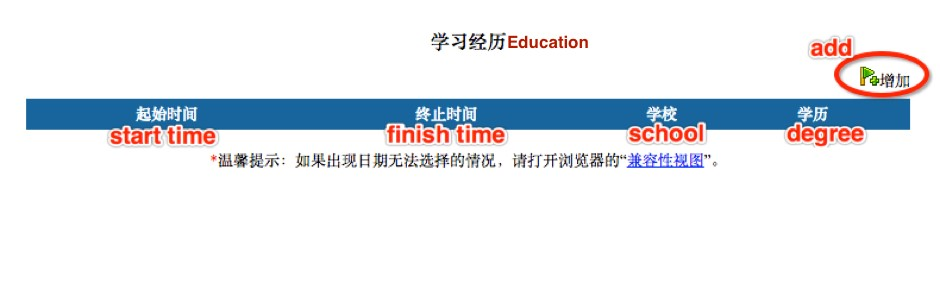 学习经历Education
add
增加
起始时间 终止时间 学校 学历
start time finish time school degree
*温馨提示：如果出现日期无法选择的情况，请打开浏览器的“兼容性视图”。